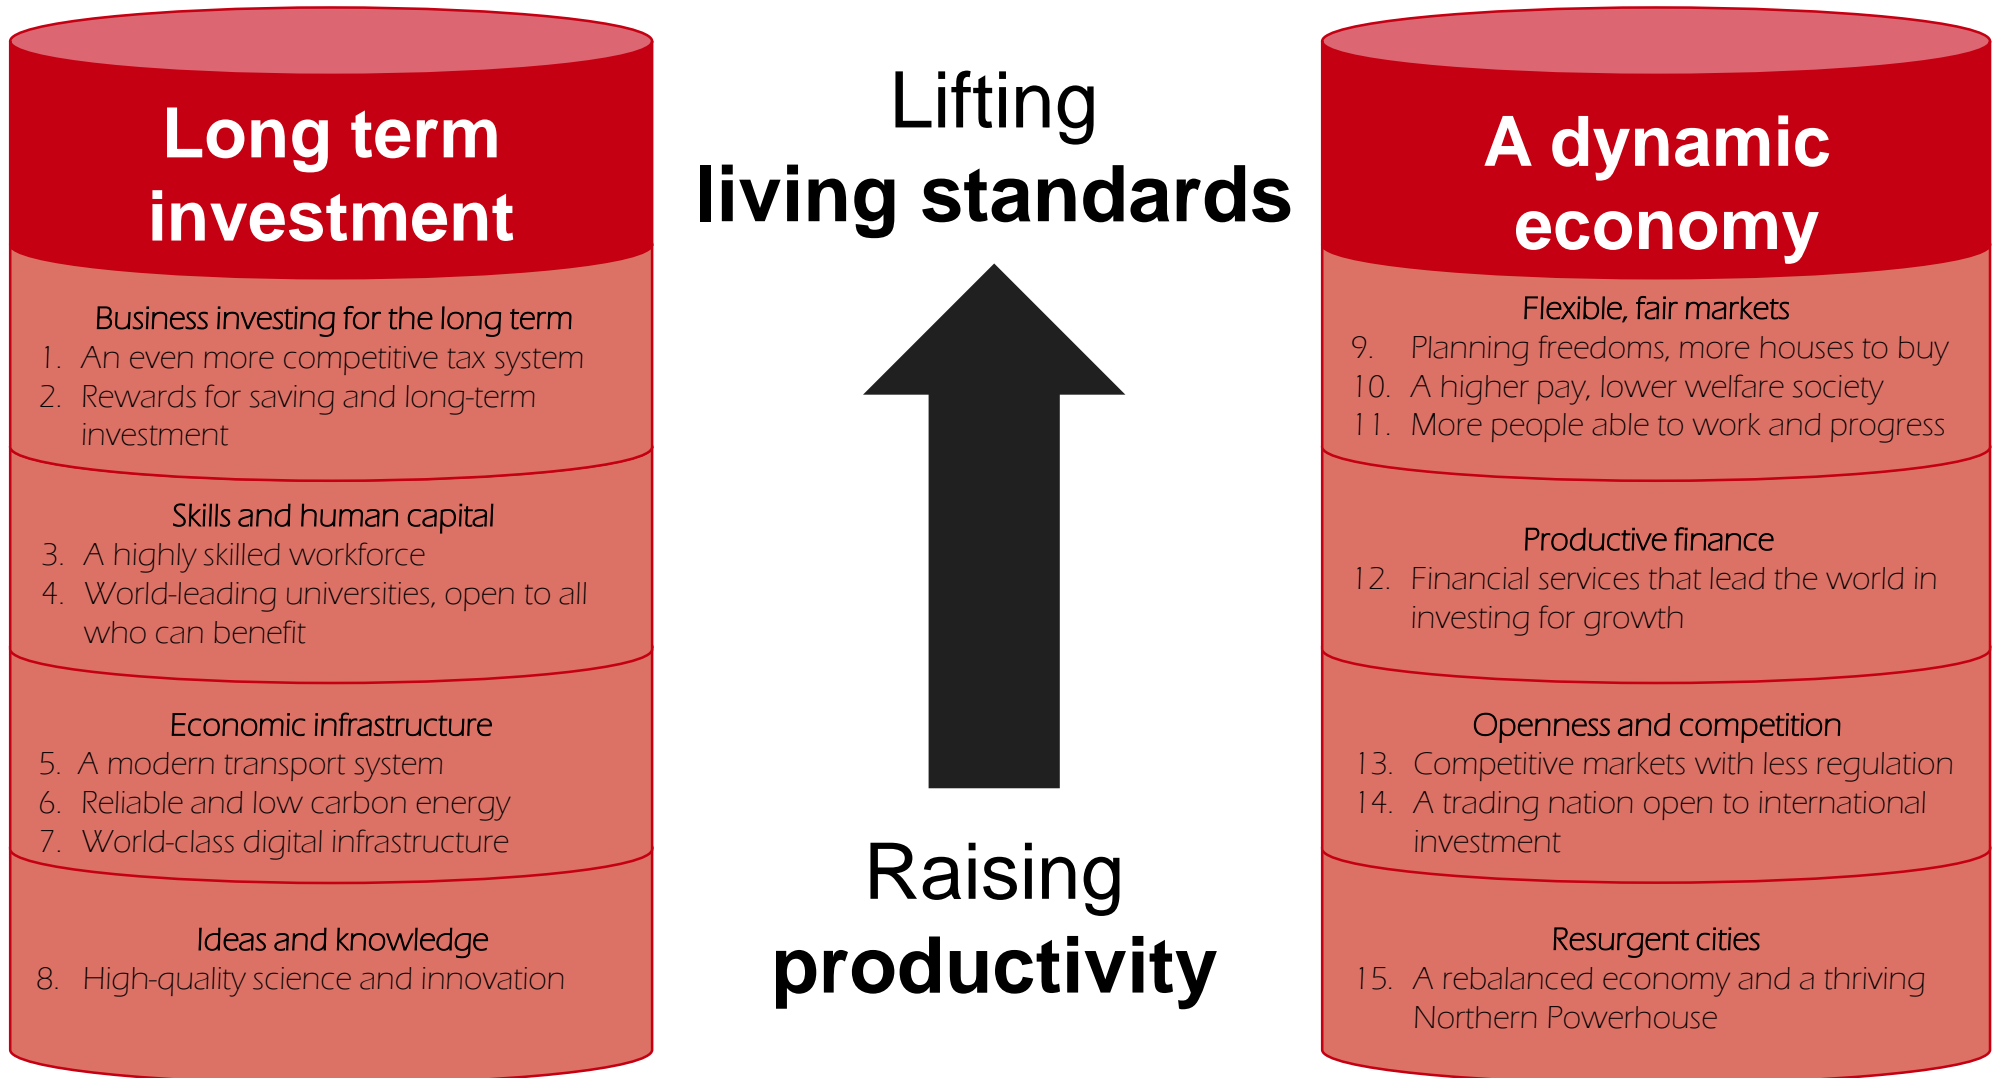 Long term
investment
Business investing for the long term
1. An even more competitive tax system
2. Rewards for saving and long-term
investment
Skills and human capital
3. A highly skilled workforce
4. World-leading universities, open to all
who can benefit
Economic infrastructure
5. A modern transport system
6. Reliable and low carbon energy
7. World-class digital infrastructure
Ideas and knowledge
8. High-quality science and innovation
Lifting
living standards
Raising
productivity
A dynamic
economy
Flexible, fair markets
9. Planning freedoms, more houses to buy
10. A higher pay, lower welfare society
11. More people able to work and progress
Productive finance
12. Financial services that lead the world in
investing for growth
Openness and competition
13. Competitive markets with less regulation
14. A trading nation open to international
investment
Resurgent cities
15. A rebalanced economy and a thriving
Northern Powerhouse